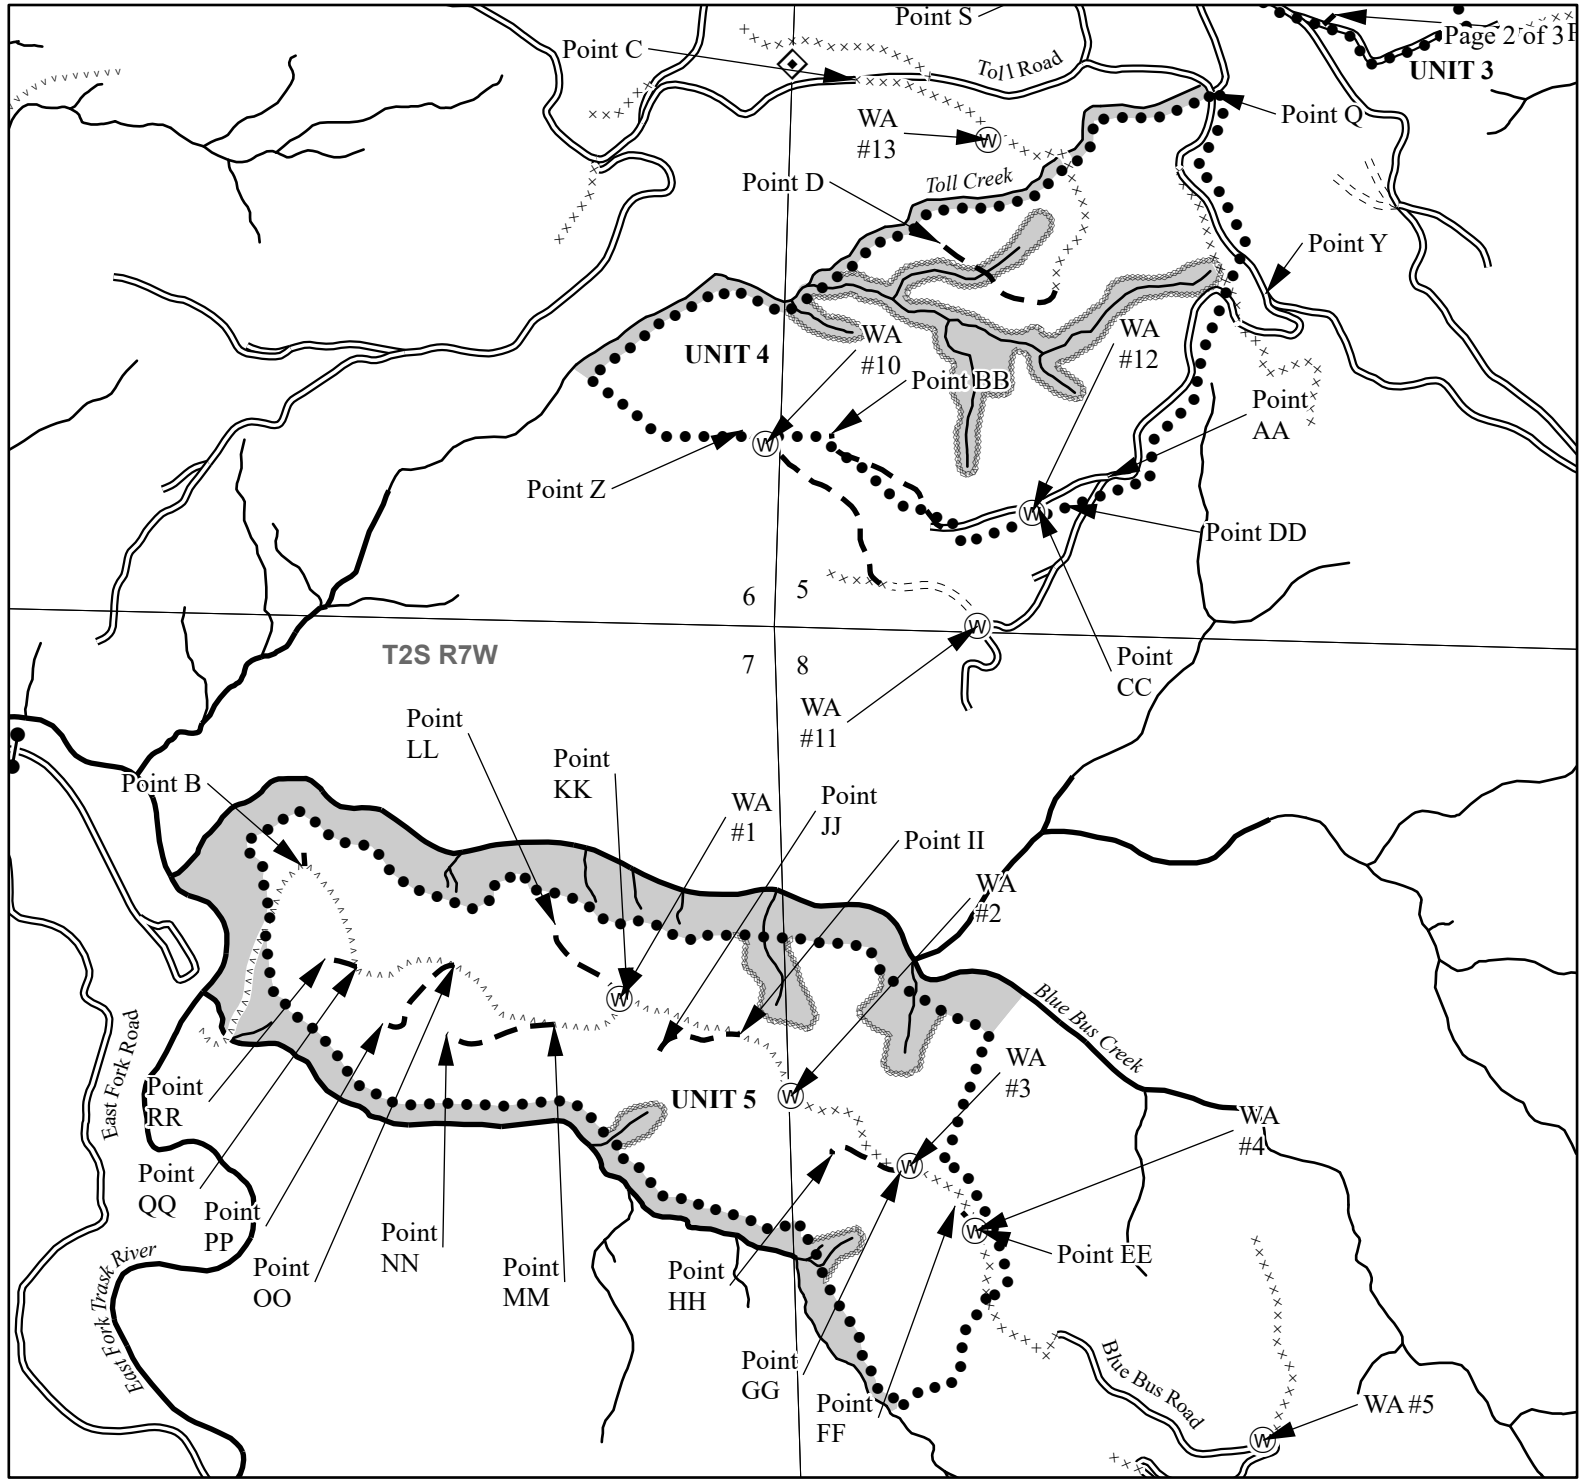 Point S
Page 2 of 3
Point C
Toll Road
UNIT 3
Point Q
WA
#13
Point D
Toll Creek
Point Y
WA
#10
WA
#12
UNIT 4
Point BB
Point
AA
Point Z
Point DD
6
5
7
8
T2S R7W
Point
CC
WA
#11
Point
LL
Point
KK
Point B
WA
#1
Point
JJ
Point II
WA
#2
Blue Bus Creek
East Fork Road
WA
#3
UNIT 5
Point
RR
WA
#4
Point
QQ
Point
PP
Point
NN
Point EE
East Fork Trask River
Point
OO
Point
MM
Point
HH
Point
GG
Point
FF
Blue Bus Road
WA #5
W
W
W
W
W
W
W
W
W